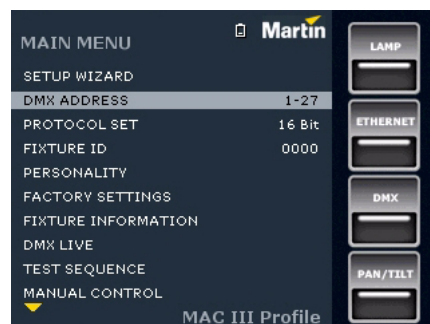 MAIN MENU
Martin
SETUP WIZARD
DMX ADDRESS 1-27
PROTOCOL SET 16 Bit
FIXTURE ID 0000
PERSONALITY
FACTORY SETTINGS
FIXTURE INFORMATION
DMX LIVE
TEST SEQUENCE
MANUAL CONTROL
MAC III Profile
LAMP
ETHERNET
DMX
PAN/TILT